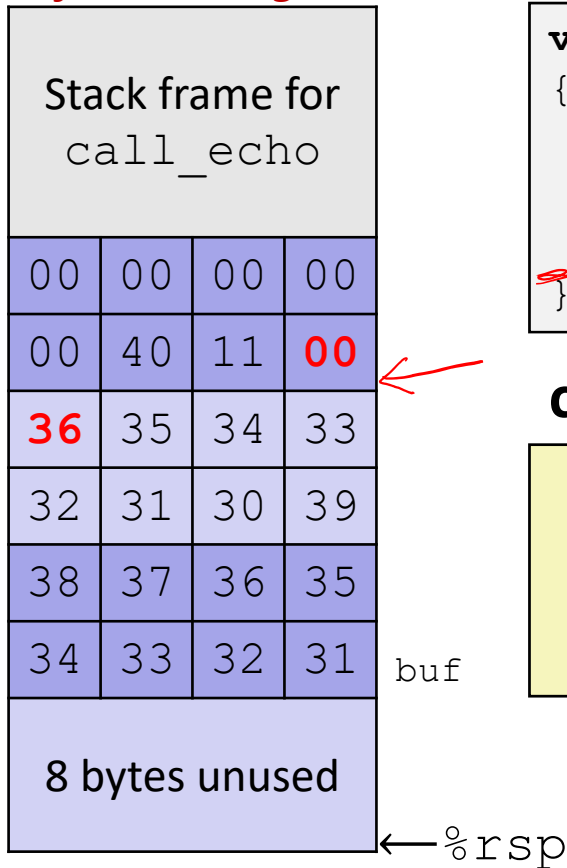 Stack frame for
call_echo
00 00 00 00
00 40 11 00
36 35 34 33
32 31 30 39
38 37 36 35
34 33 32 31 buf
8 bytes unused
←%rsp
{
}